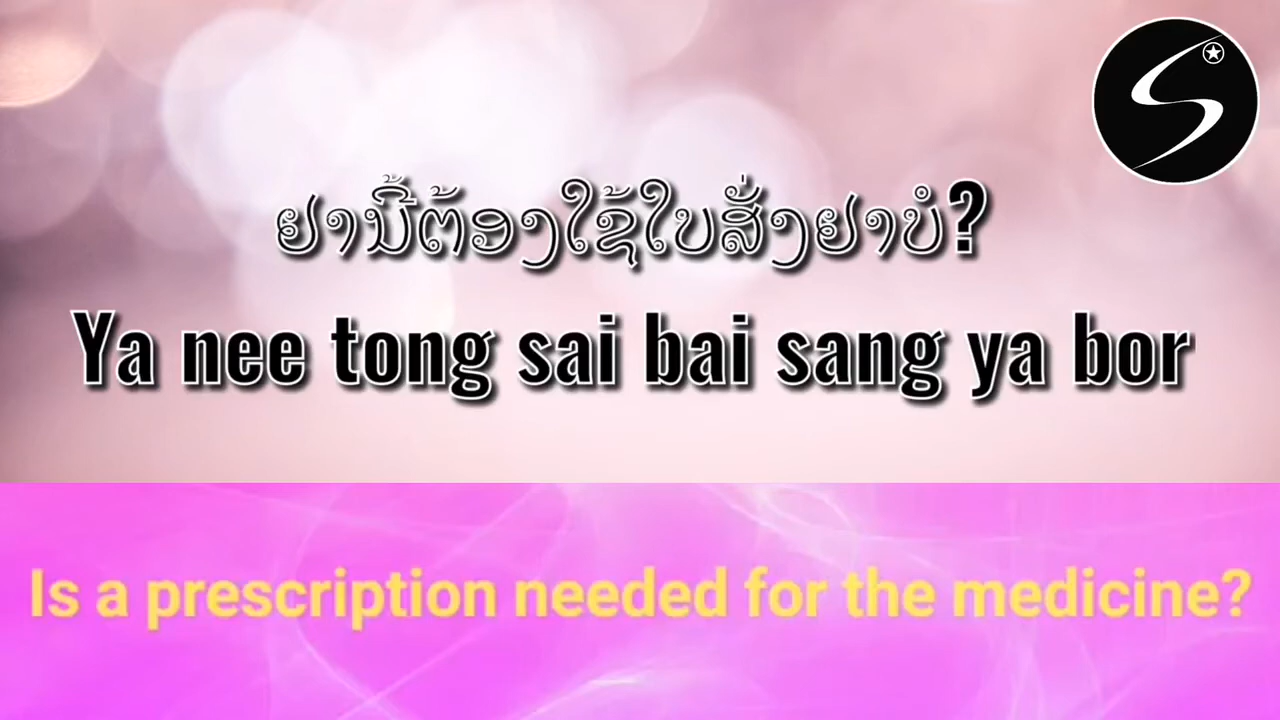 ຢານີ້ຕ້ອງໃຊ້ໃບສັ່ງຢາບໍ?
Ya nee tong sai bai sang ya bor
Is a prescription needed for the medicine?